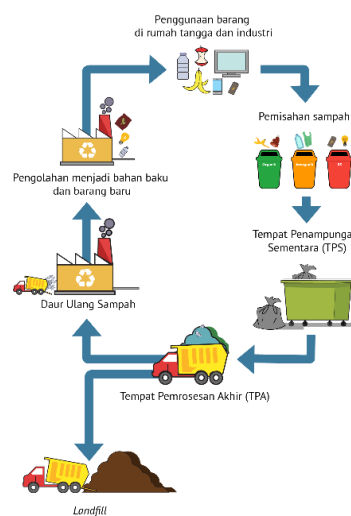 Penggunaan barang
di rumah tangga dan industri
Pemisahan sampah
Tempat Penampunga
Sementara (TPS)
Pengolahan menjadi bahan baku
dan barang baru
Daur Ulang Sampah
Tempat Pemrosesan Akhir (TPA)
Landfill